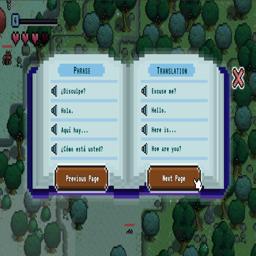 Phrase
Translation
¿Disculpe?
Excuse me?
Hola.
Hello.
Aquí hay...
Here is...
¿Cómo está usted?
How are you?
Previous Page
Next Page